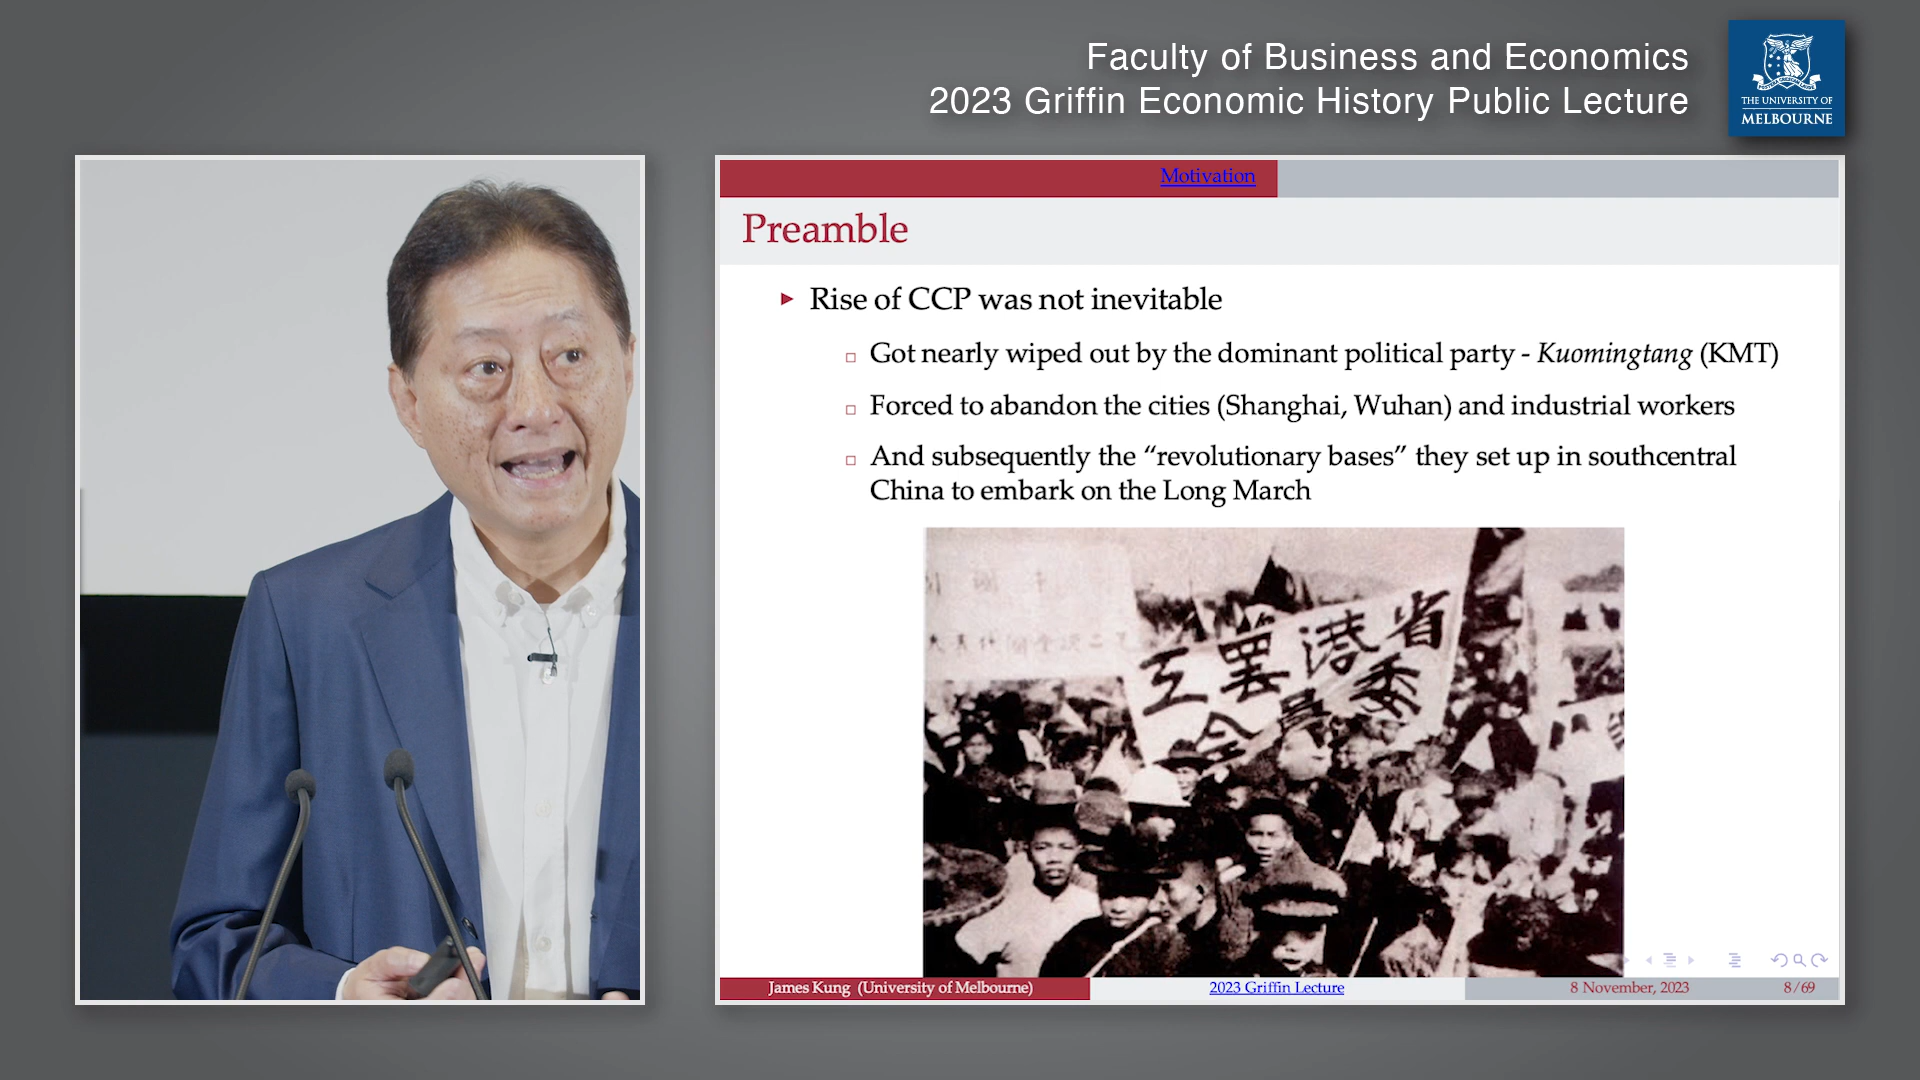 Faculty of Business and Economics
2023 Griffin Economic History Public Lecture
THE UNIVERSITY OF
MELBOURNE
Motivation
Preamble
Rise of CCP was not inevitable
Got nearly wiped out by the dominant political party - Kuomingtang (KMT)
Forced to abandon the cities (Shanghai, Wuhan) and industrial workers
And subsequently the “revolutionary bases” they set up in southcentral
China to embark on the Long March
省港罷工
委員會
James Kung (University of Melbourne)
2023 Griffin Lecture
8 November, 2023
8/69